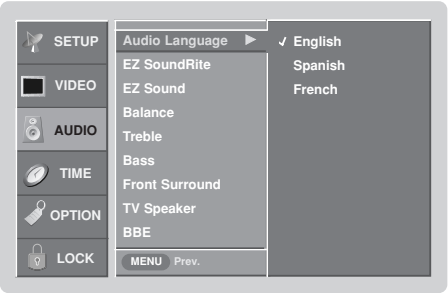 SETUP
VIDEO
AUDIO
TIME
OPTION
LOCK
Audio Language ▶
EZ SoundRite
EZ Sound
Balance
Treble
Bass
Front Surround
TV Speaker
BBE
MENU Prev.
✓ English
Spanish
French